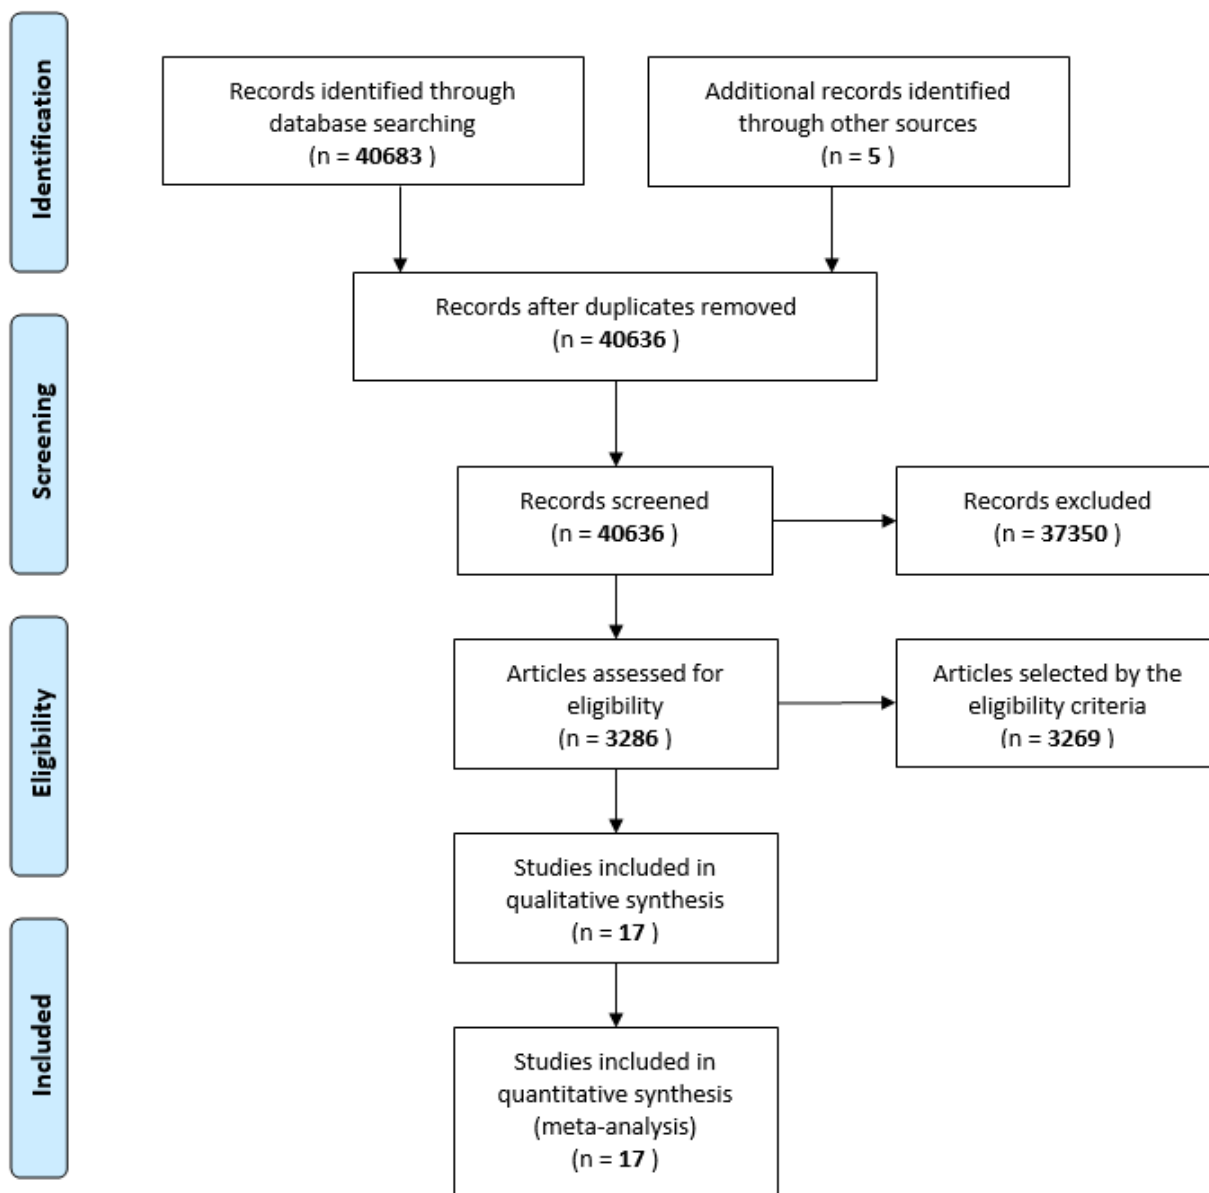 Identification
Records identified through
database searching
(n = 40683 )
Additional records identified
through other sources
(n = 5 )
Records after duplicates removed
(n = 40636 )
Screening
Records screened
(n = 40636 )
Records excluded
(n = 37350 )
Eligibility
Articles assessed for
eligibility
(n = 3286 )
Articles selected by the
eligibility criteria
(n = 3269 )
Studies included in
qualitative synthesis
(n = 17 )
Included
Studies included in
quantitative synthesis
(meta-analysis)
(n = 17 )